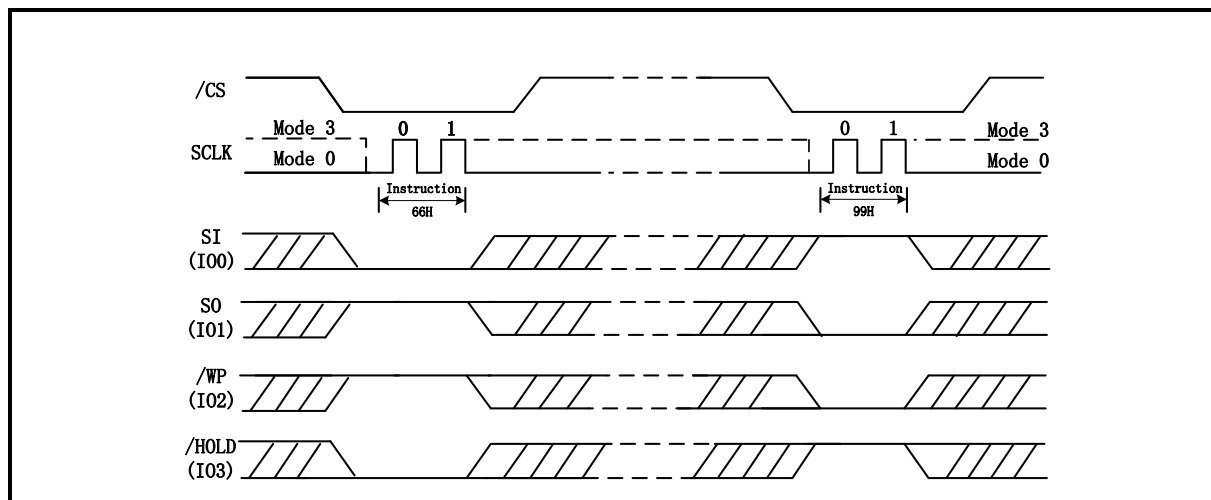 /CS
Mode 3 0 1 0 1 Mode 3
SCLK Mode 0 Mode 0
Instruction Instruction
66H 99H
SI
(IO0)
SO
(IO1)
/WP
(IO2)
/HOLD
(IO3)